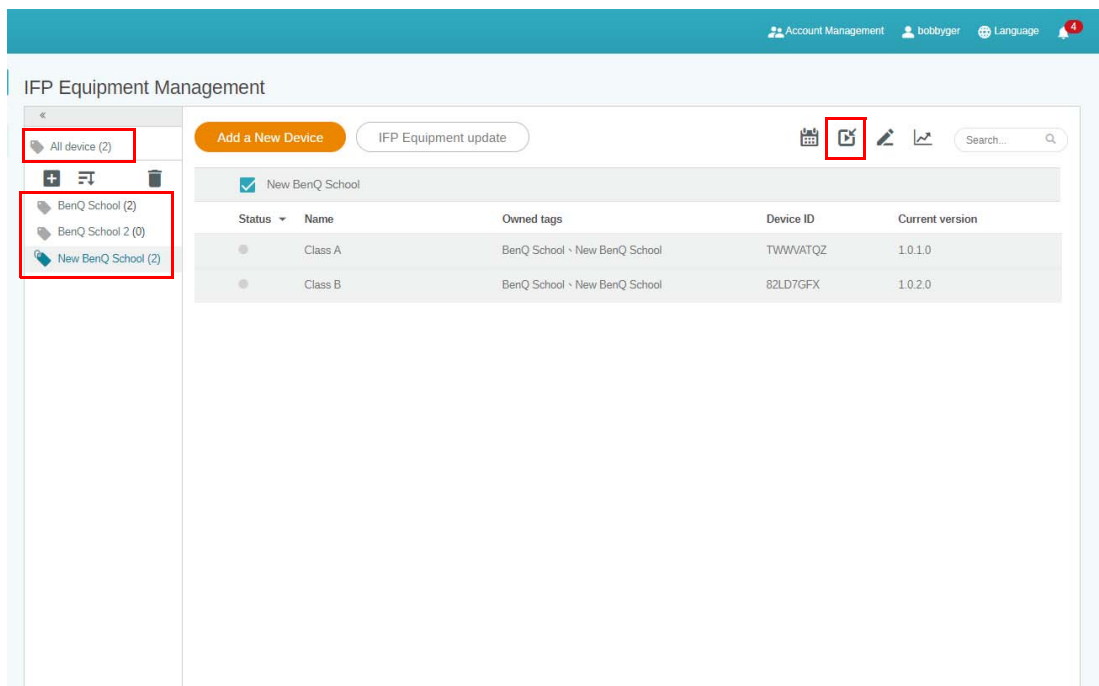 Account Management bobbyger Language 4
IFP Equipment Management
«
All device (2)
Add a New Device IFP Equipment update Search...
BenQ School (2)
BenQ School 2 (0)
New BenQ School (2)
New BenQ School
Status Name Owned tags Device ID Current version
Class A BenQ School、New BenQ School TWWVATQZ 1.0.1.0
Class B BenQ School、New BenQ School 82LD7GFX 1.0.2.0